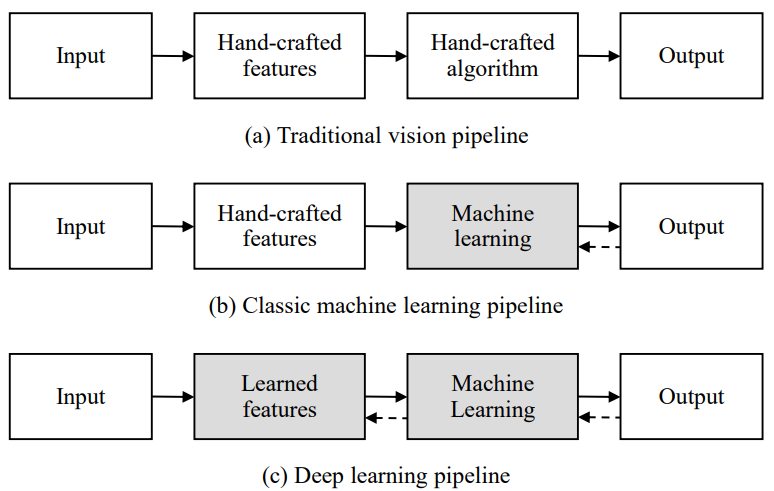 Input
Hand-crafted
features
Hand-crafted
algorithm
Output
(a) Traditional vision pipeline
Input
Hand-crafted
features
Machine
learning
Output
(b) Classic machine learning pipeline
Input
Learned
features
Machine
Learning
Output
(c) Deep learning pipeline